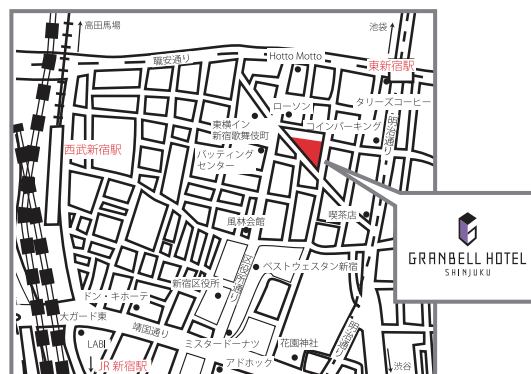 高田馬場
池袋
職安通り
Hotto Motto
東新宿駅
ローソン
タリーズコーヒー
東横イン
新宿歌舞伎町
コインパーキング
明治通り
西武新宿駅
バッティング
センター
喫茶店
風林会館
区役所通り
ベストウェスタン新宿
新宿区役所
ドン・キホーテ
大ガード東
靖国通り
明治通り
LABI
ミスタードーナツ
花園神社
JR 新宿駅
アドホック
渋谷
GRANBELL HOTEL
SHINJUKU